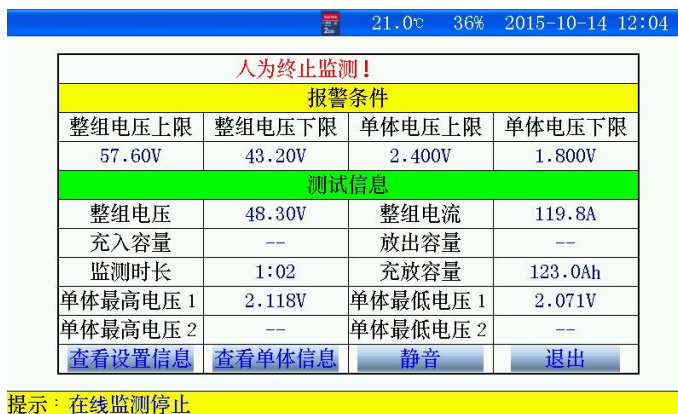 SanDisk 2GB 21.0℃ 36% 2015-10-14 12:04
人为终止监测!
报警条件
整组电压上限 整组电压下限 单体电压上限 单体电压下限
57.60V 43.20V 2.400V 1.800V
测试信息
整组电压 48.30V 整组电流 119.8A
充入容量 -- 放出容量 --
监测时长 1:02 充放容量 123.0Ah
单体最高电压1 2.118V 单体最低电压1 2.071V
单体最高电压2 -- 单体最低电压2 --
查看设置信息 查看单体信息 静音 退出
提示:在线监测停止